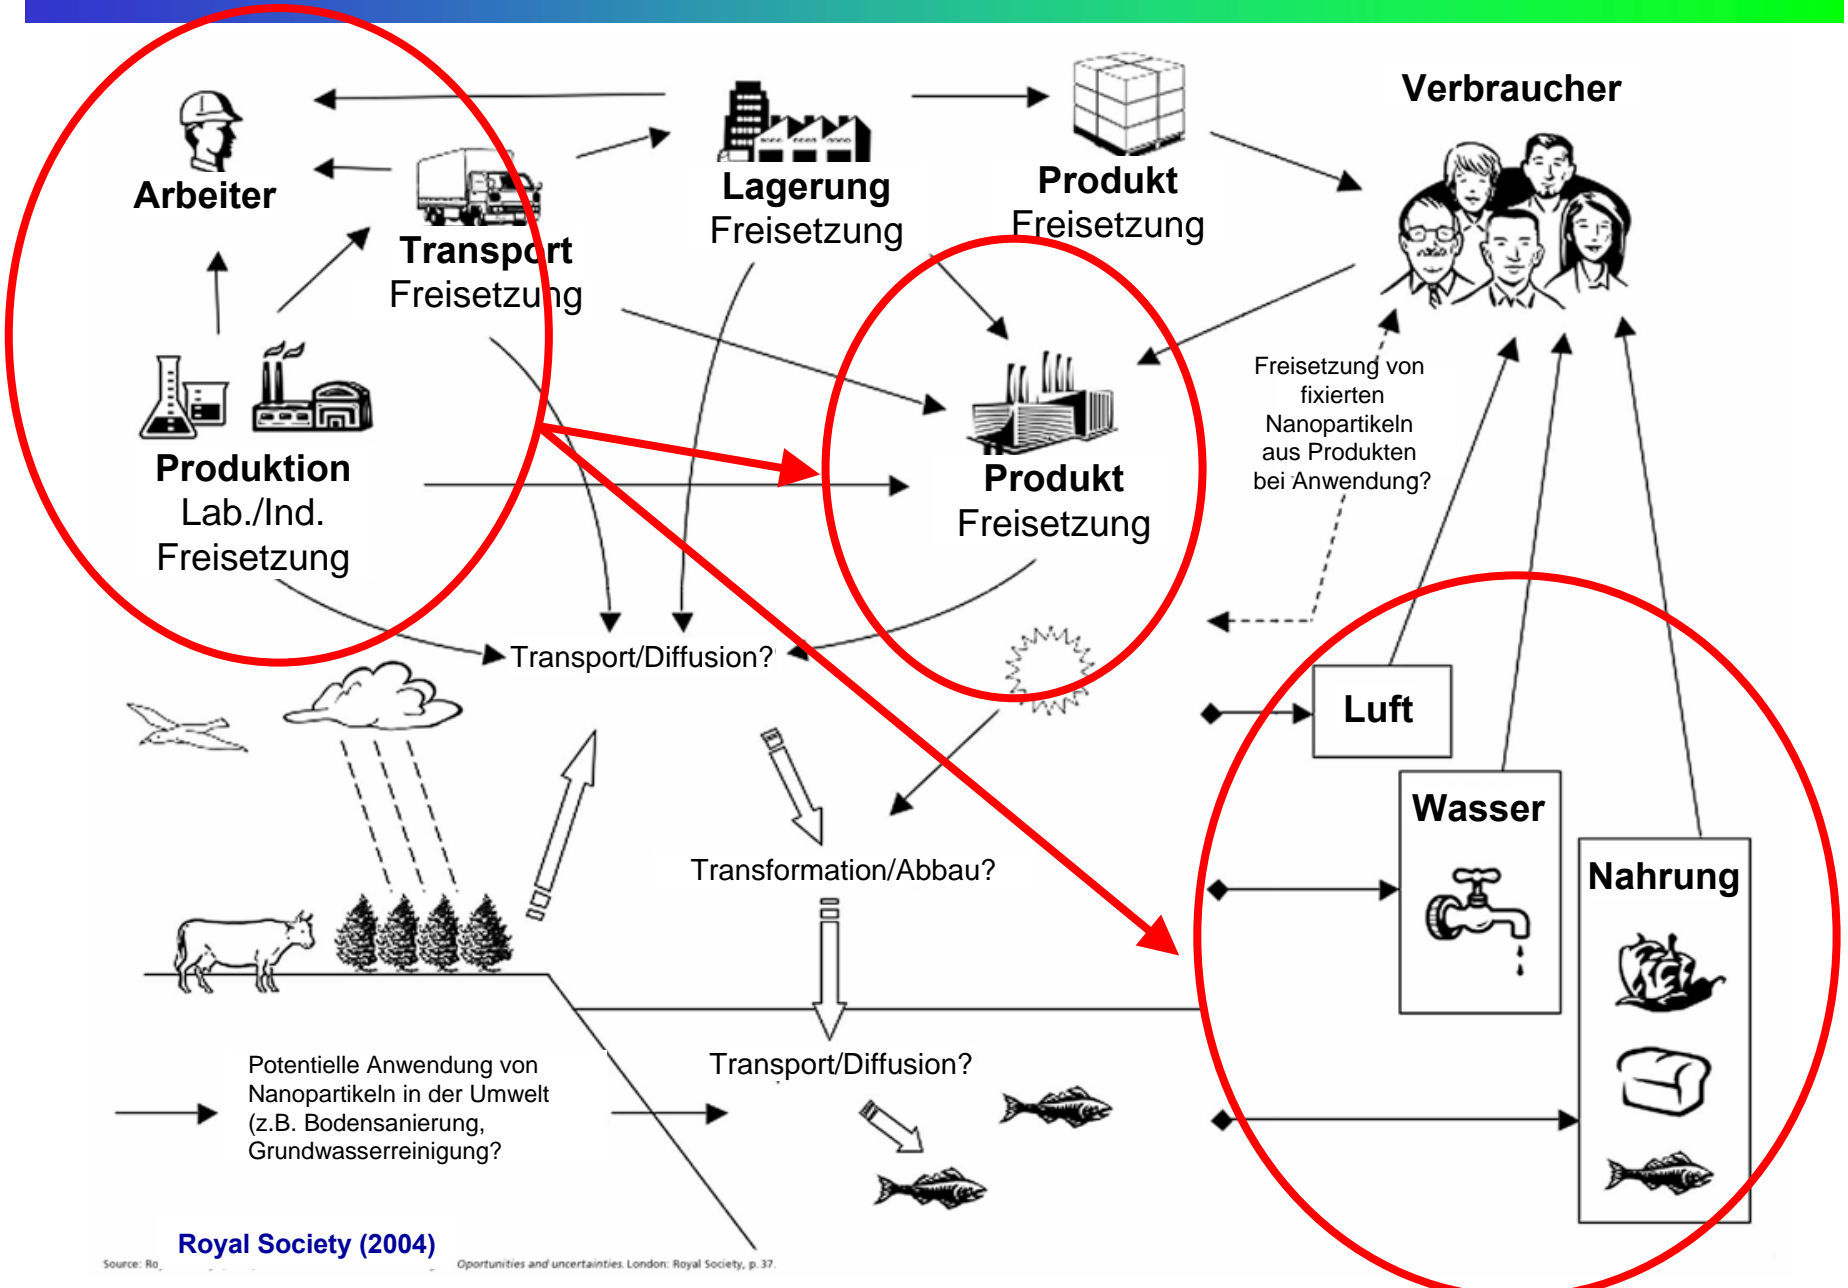 Verbraucher
Arbeiter
Transport
Freisetzung
Lagerung
Freisetzung
Produkt
Freisetzung
Produktion
Lab./Ind.
Freisetzung
Produkt
Freisetzung
Freisetzung von
fixierten
Nanopartikeln
aus Produkten
bei Anwendung?
Transport/Diffusion?
Luft
Wasser
Nahrung
Transformation/Abbau?
Transport/Diffusion?
Potentielle Anwendung von
Nanopartikeln in der Umwelt
(z.B. Bodensanierung,
Grundwasserreinigung?
Royal Society (2004)
Source: Ro
Oportunities and uncertainties. London: Royal Society, p. 37.